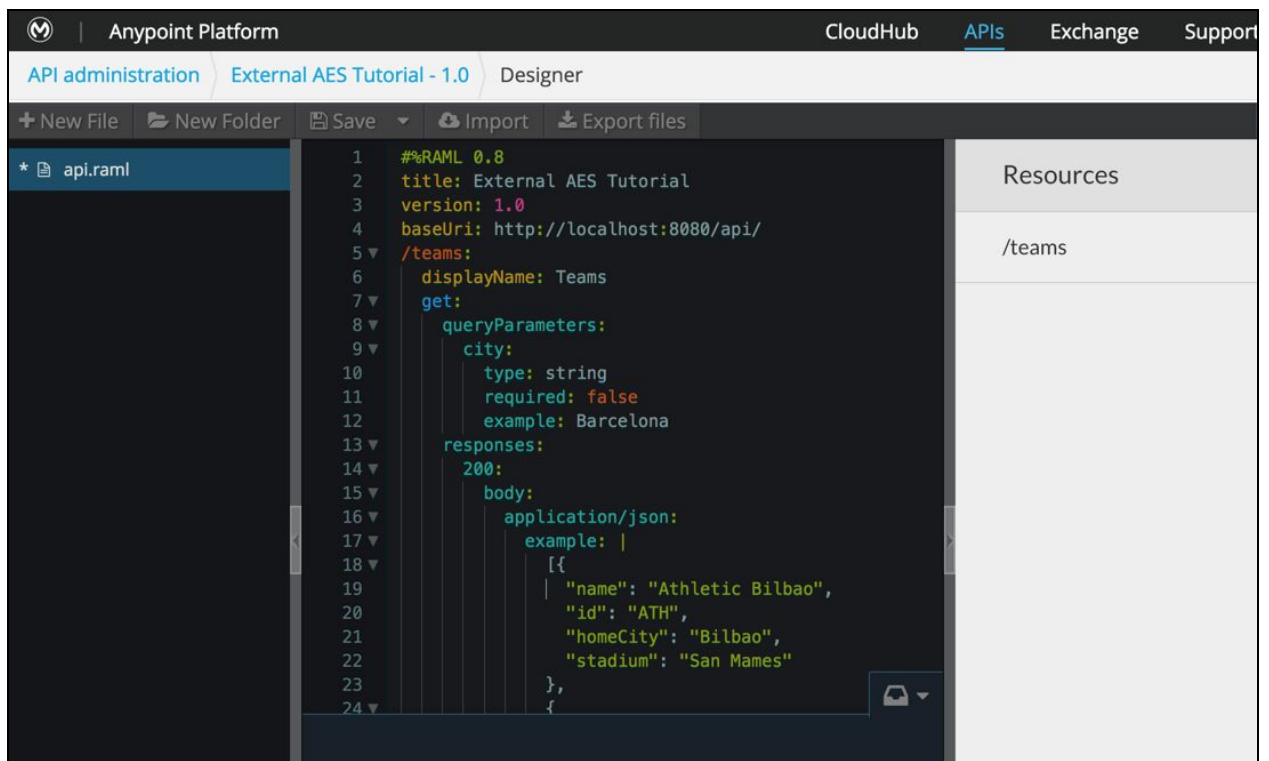 Anypoint Platform CloudHub APIs Exchange Support
API administration External AES Tutorial - 1.0 Designer
+ New File New Folder Save Import Export files
* api.raml
1 #%RAML 0.8
2 title: External AES Tutorial
3 version: 1.0
4 baseUri: http://localhost:8080/api/
5 /teams:
6 displayName: Teams
7 get:
8 queryParameters:
9 city:
10 type: string
11 required: false
12 example: Barcelona
13 responses:
14 200:
15 body:
16 application/json:
17 example: |
18 [{
19 "name": "Athletic Bilbao",
20 "id": "ATH",
21 "homeCity": "Bilbao",
22 "stadium": "San Mames"
23 },
24 {
Resources
/teams